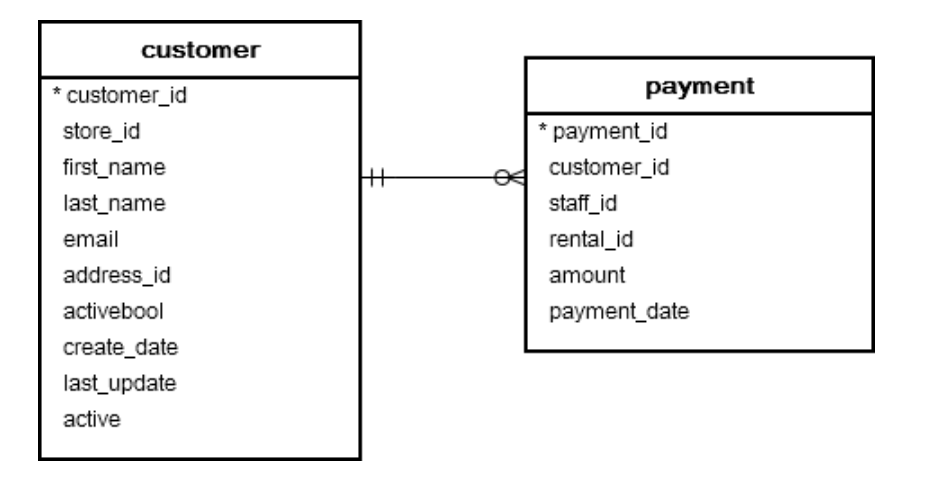 customer
* customer_id
store_id
first_name
last_name
email
address_id
activebool
create_date
last_update
active
payment
* payment_id
customer_id
staff_id
rental_id
amount
payment_date